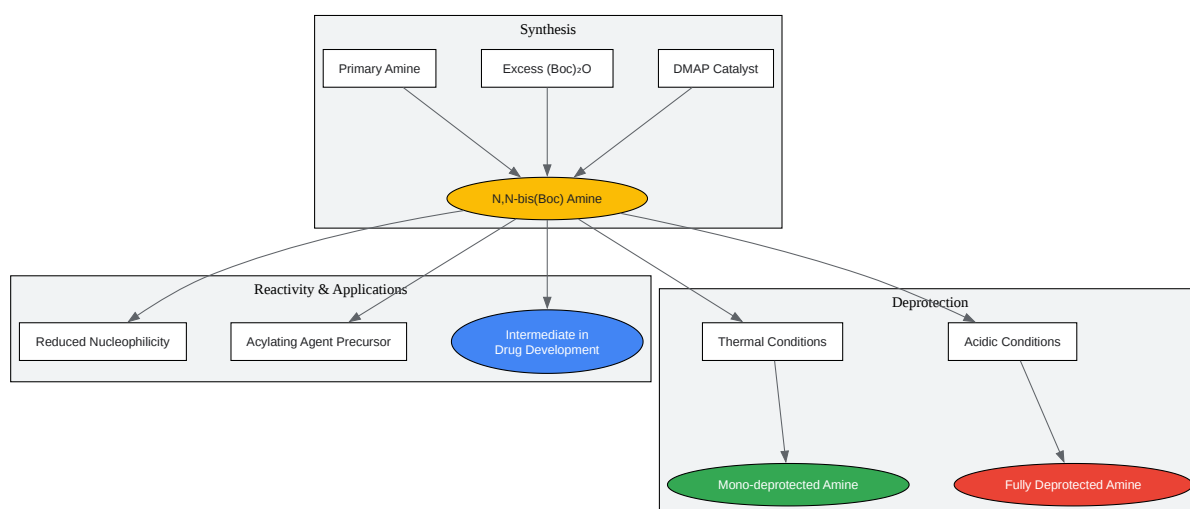 Synthesis
Primary Amine
Excess (Boc)₂O
DMAP Catalyst
N,N-bis(Boc) Amine
Reactivity & Applications
Reduced Nucleophilicity
Acylating Agent Precursor
Intermediate in
Drug Development
Deprotection
Thermal Conditions
Acidic Conditions
Mono-deprotected Amine
Fully Deprotected Amine